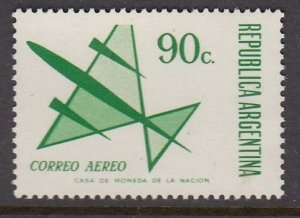 90c.
REPUBLICA ARGENTINA
CORREO AEREO
CASA DE MONEDA DE LA NACION